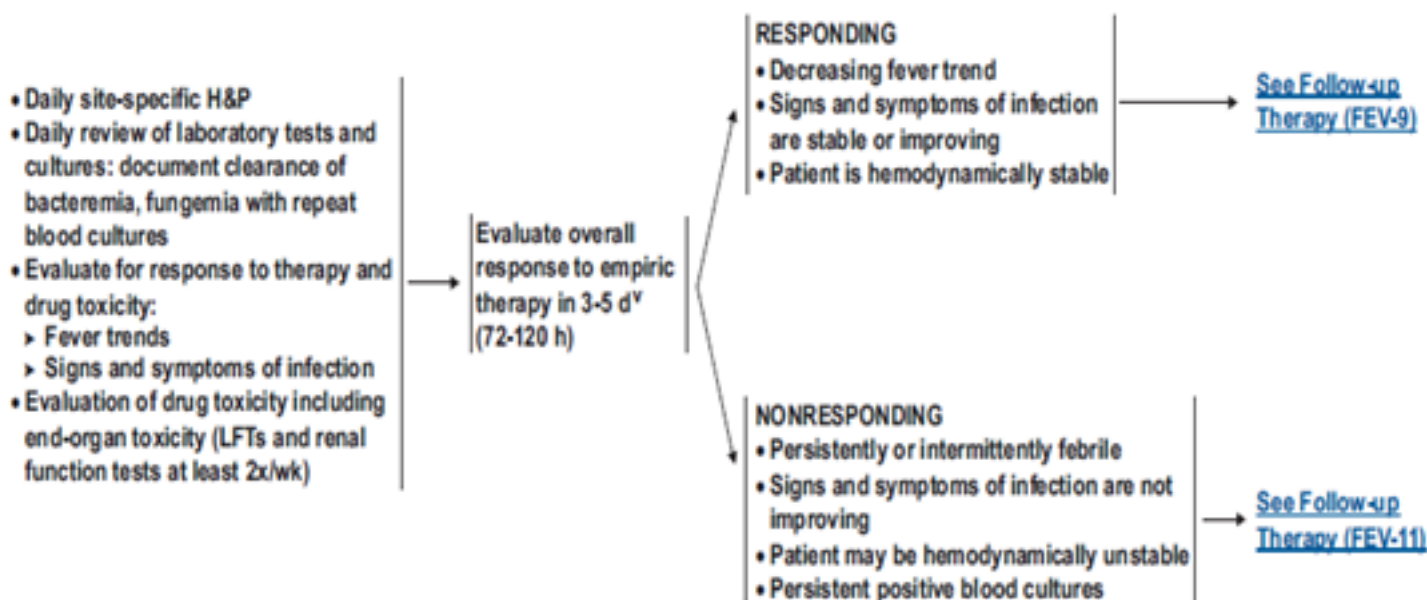 • Daily site-specific H&P
• Daily review of laboratory tests and
cultures: document clearance of
bacteremia, fungemia with repeat
blood cultures
• Evaluate for response to therapy and
drug toxicity:
➤ Fever trends
➤ Signs and symptoms of infection
• Evaluation of drug toxicity including
end-organ toxicity (LFTs and renal
function tests at least 2x/wk)
Evaluate overall
response to empiric
therapy in 3-5 dᵛ
(72-120 h)
RESPONDING
• Decreasing fever trend
• Signs and symptoms of infection
are stable or improving
• Patient is hemodynamically stable
See Follow-up
Therapy (FEV-9)
NONRESPONDING
• Persistently or intermittently febrile
• Signs and symptoms of infection are not
improving
• Patient may be hemodynamically unstable
• Persistent positive blood cultures
See Follow-up
Therapy (FEV-11)